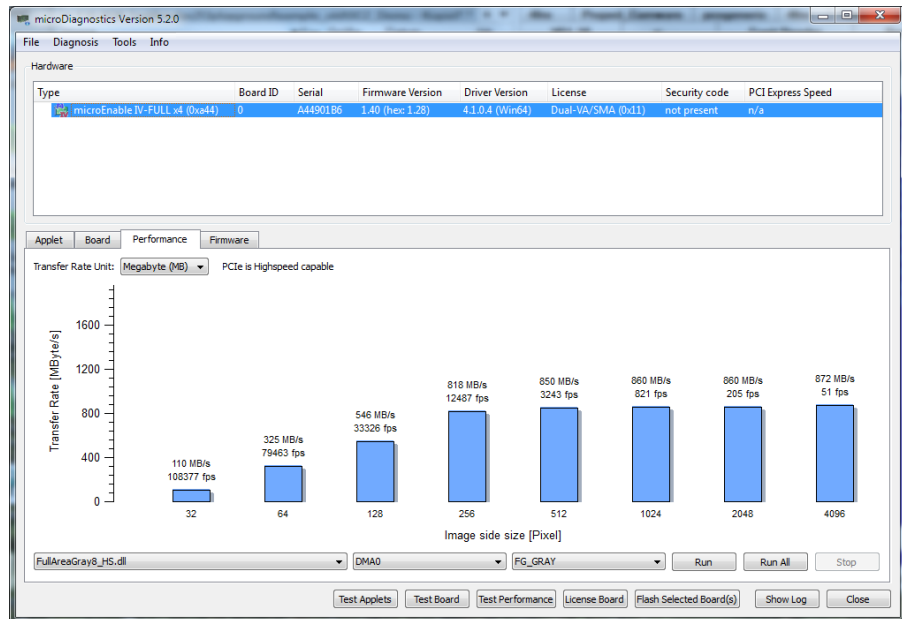 microDiagnostics Version 5.2.0
File Diagnosis Tools Info
Hardware
Type Board ID Serial Firmware Version Driver Version License Security code PCI Express Speed
microEnable IV-FULL x4 (0xa44) 0 A44901B6 1.40 (hex: 1.28) 4.1.0.4 (Win64) Dual-VA/SMA (0x11) not present n/a
Applet Board Performance Firmware
Transfer Rate Unit: Megabyte (MB) PCIe is Highspeed capable
Transfer Rate [MByte/s]
1600
1200
800
400
0
110 MB/s
108377 fps
325 MB/s
79463 fps
546 MB/s
33326 fps
818 MB/s
12487 fps
850 MB/s
3243 fps
860 MB/s
821 fps
860 MB/s
205 fps
872 MB/s
51 fps
32 64 128 256 512 1024 2048 4096
Image side size [Pixel]
FullAreaGray8_HS.dll DMA0 FG_GRAY Run Run All Stop
Test Applets Test Board Test Performance License Board Flash Selected Board(s) Show Log Close